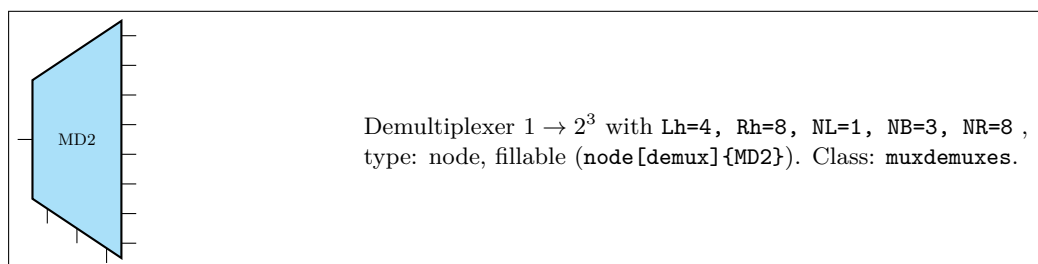 MD2
Demultiplexer 1 → 2³ with Lh=4, Rh=8, NL=1, NB=3, NR=8 ,
type: node, fillable (node[demux]{MD2}). Class: muxdemuxes.